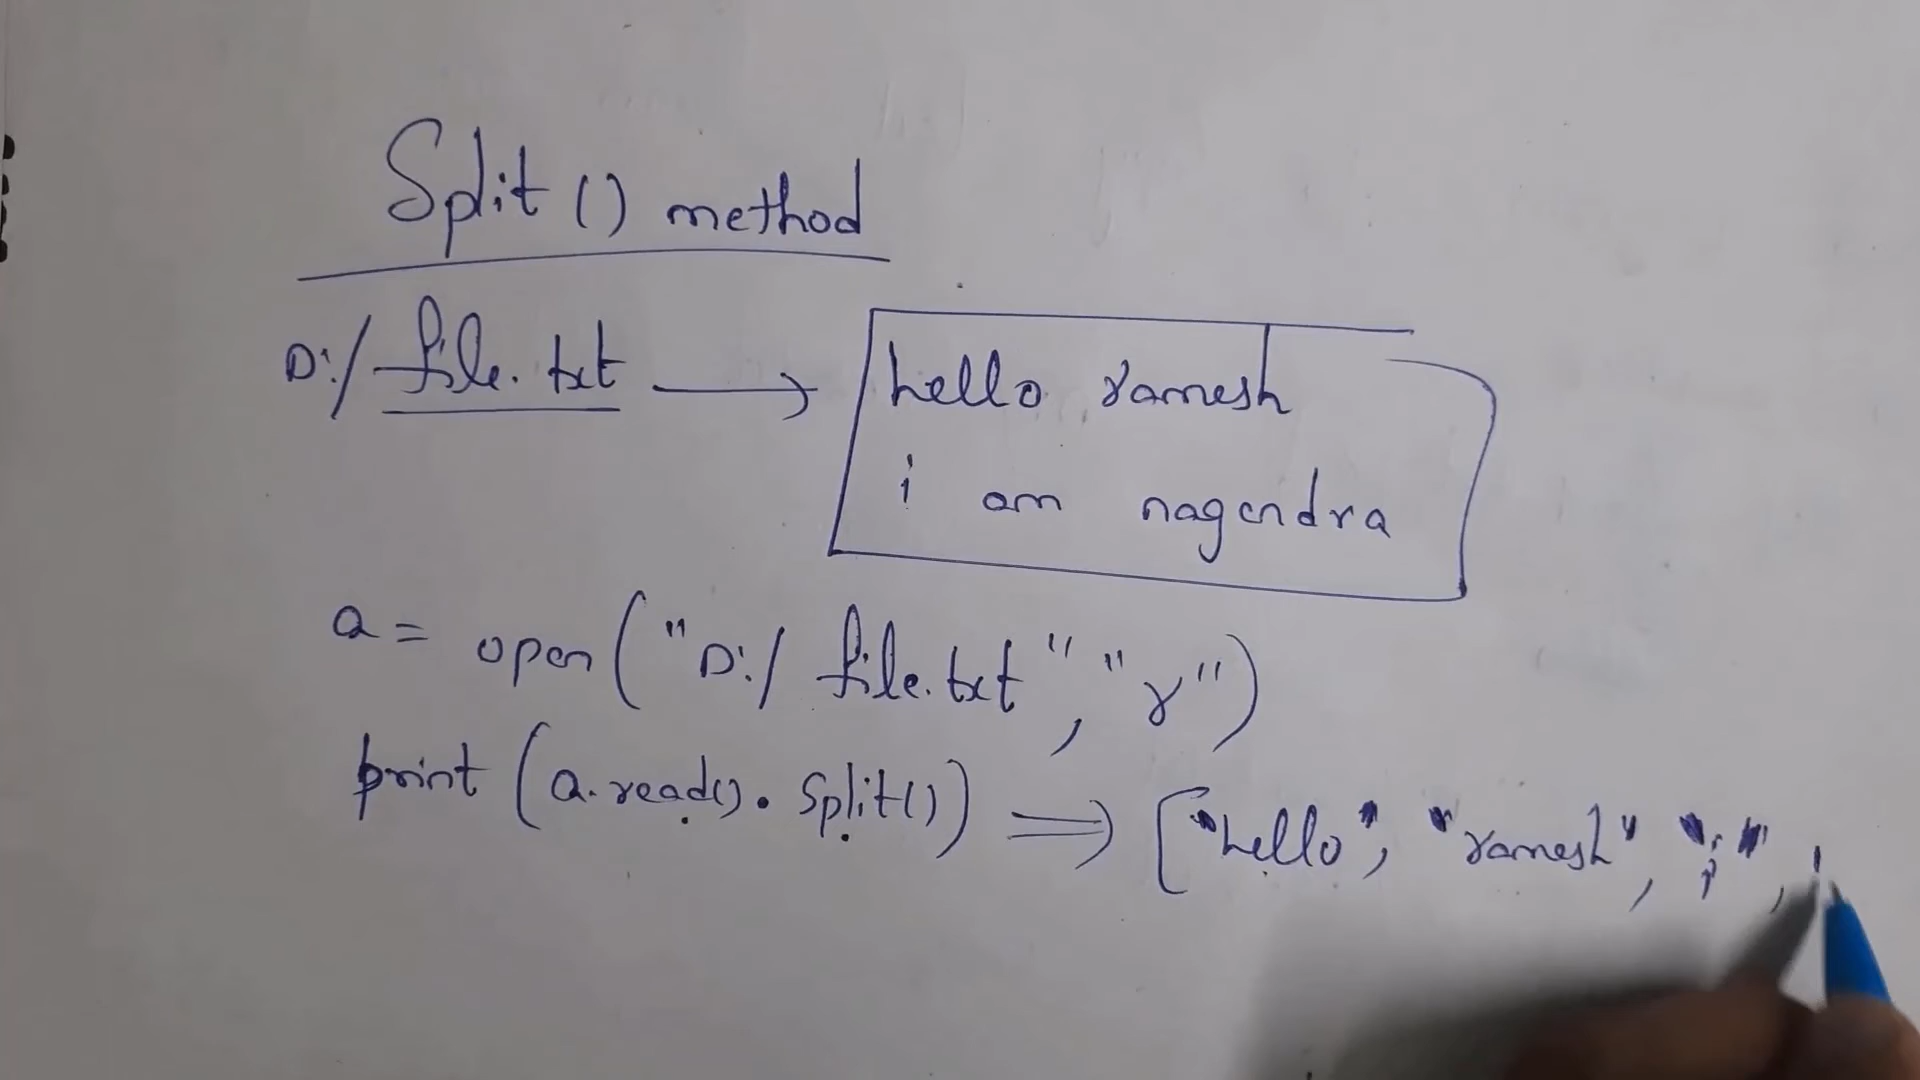 Split () method
D:/ file.txt → hello ramesh
i am nagendra
a = open ("D:/ file.txt", "r")
print (a.read(). Split()) ⇒ ["hello", "ramesh", "i", '